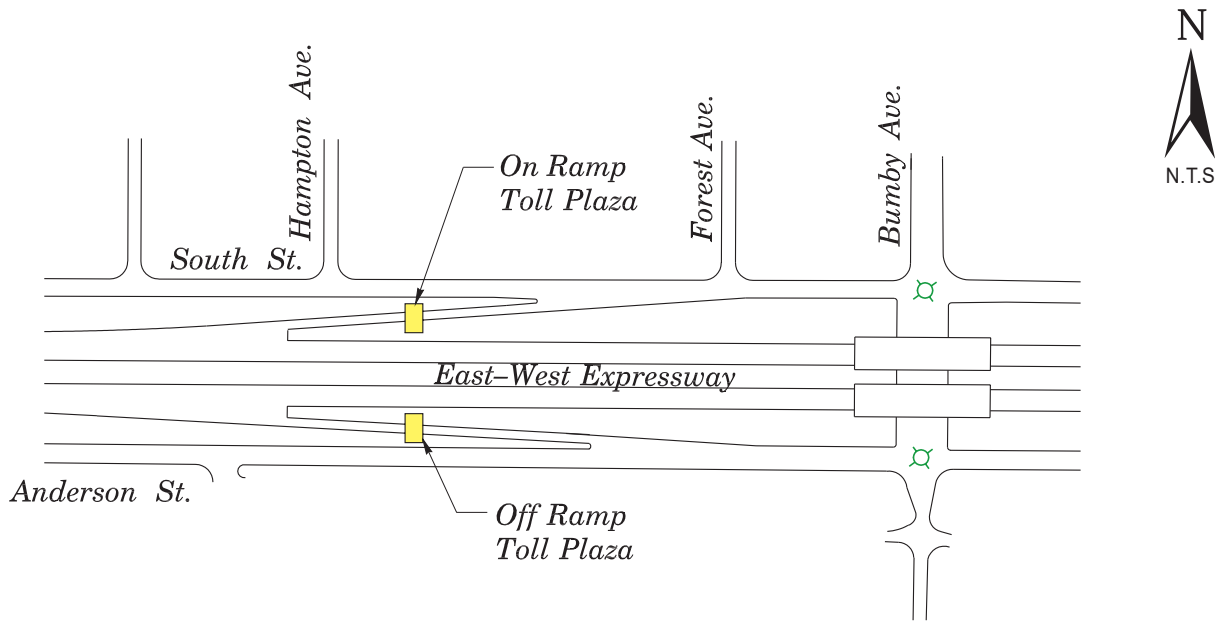 N
N.T.S
Hampton Ave.
Forest Ave.
Bumby Ave.
On Ramp
Toll Plaza
South St.
East–West Expressway
Anderson St.
Off Ramp
Toll Plaza